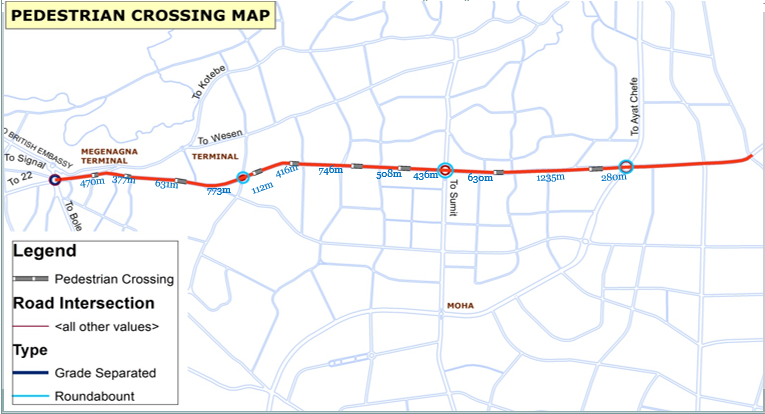 PEDESTRIAN CROSSING MAP
To Kotebe
To Ayat Chefe
To Wesen
O BRITISH EMBASSY
MEGENAGNA
TERMINAL
TERMINAL
To Signal
To 22
470m
377m
631m
773m
112m
416m
746m
508m
436m
630m
1235m
280m
To Bole
To Sumit
MOHA
Legend
Pedestrian Crossing
Road Intersection
<all other values>
Type
Grade Separated
Roundabount